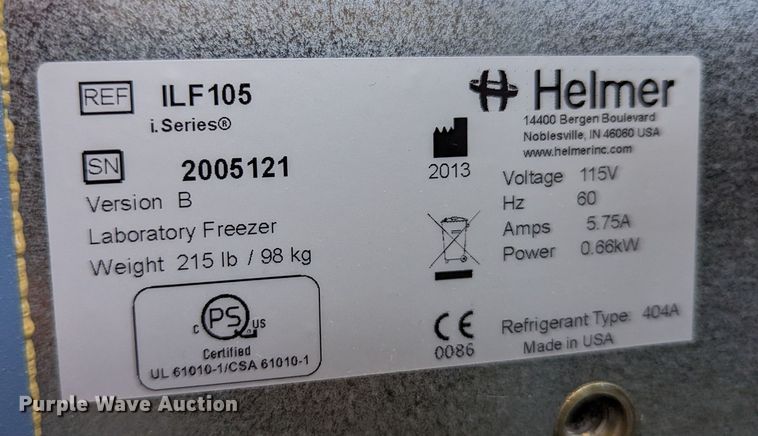 REF ILF105
i.Series®
SN 2005121
Version B
Laboratory Freezer
Weight 215 lb / 98 kg
c PS US
Certified
UL 61010-1/CSA 61010-1
2013
CE
0086
Helmer
14400 Bergen Boulevard
Noblesville, IN 46060 USA
www.helmerinc.com
Voltage 115V
Hz 60
Amps 5.75A
Power 0.66kW
Refrigerant Type: 404A
Made in USA
Purple Wave Auction